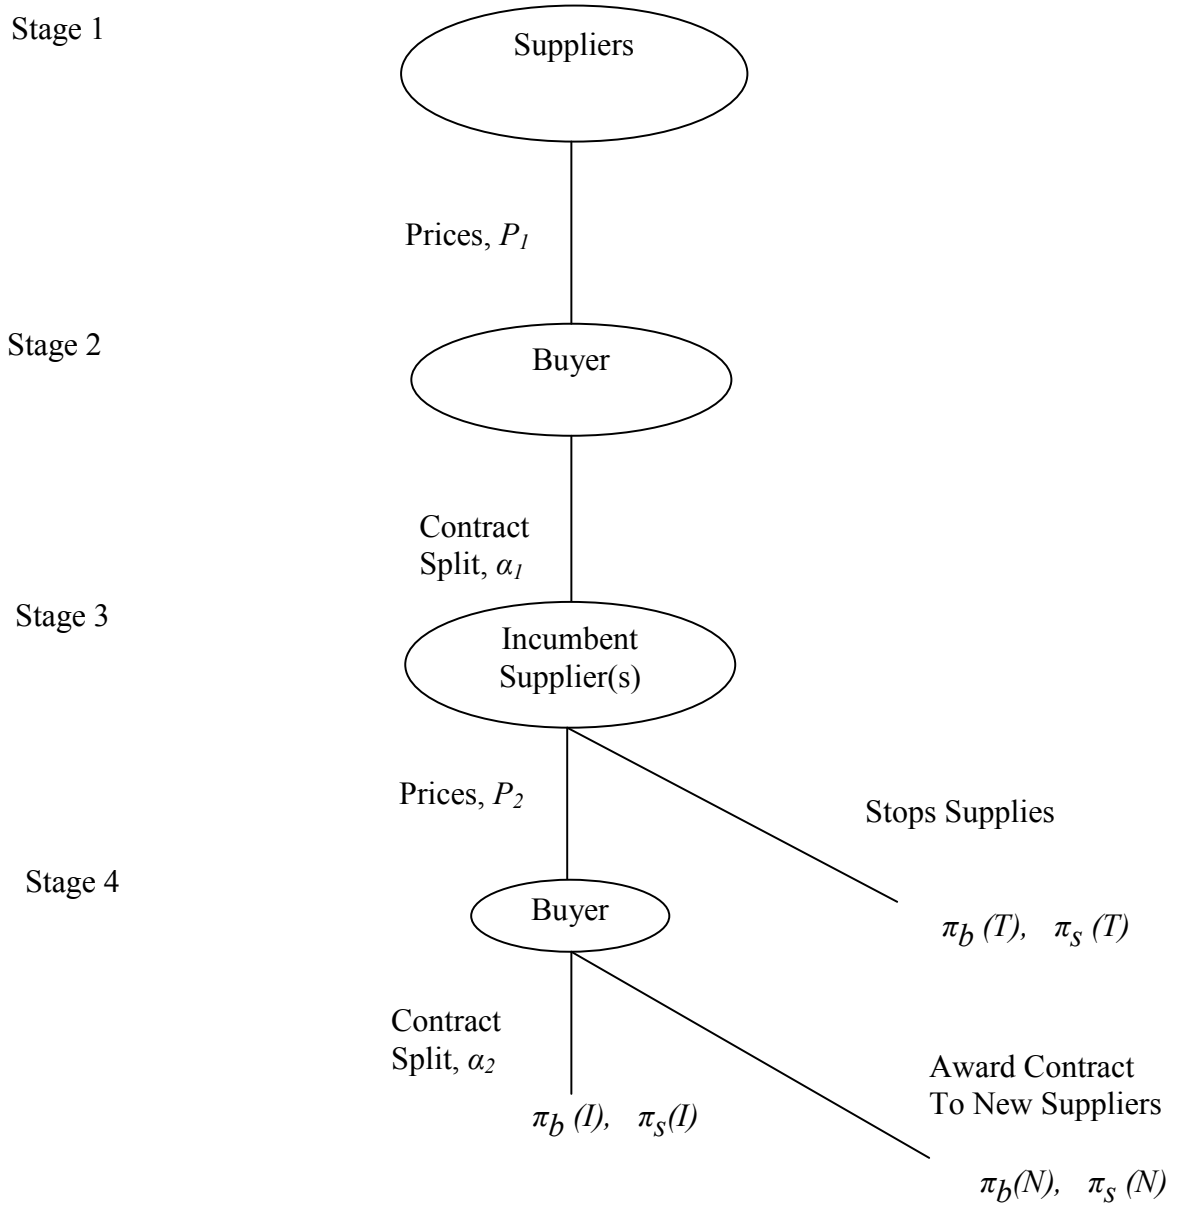 Stage 1
Suppliers
Prices, P1
Stage 2
Buyer
Contract
Split, α1
Stage 3
Incumbent
Supplier(s)
Prices, P2
Stops Supplies
Stage 4
Buyer
πb (T), πs (T)
Contract
Split, α2
Award Contract
To New Suppliers
πb (I), πs(I)
πb(N), πs (N)